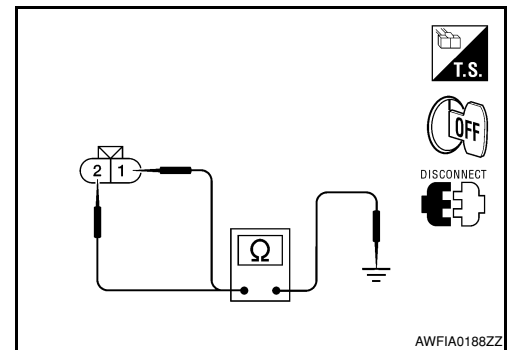 T.S.
OFF
DISCONNECT
2 1
Ω
AWFIA0188ZZ